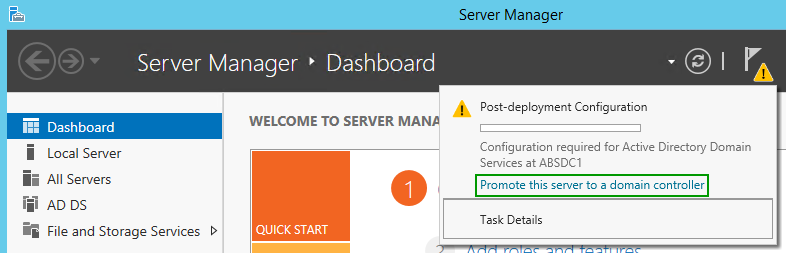 Server Manager
Server Manager ‣ Dashboard
Dashboard
Local Server
All Servers
AD DS
File and Storage Services
WELCOME TO SERVER MANA
QUICK START
1
2
Add roles and features
Post-deployment Configuration
Configuration required for Active Directory Domain
Services at ABSDC1
Promote this server to a domain controller
Task Details